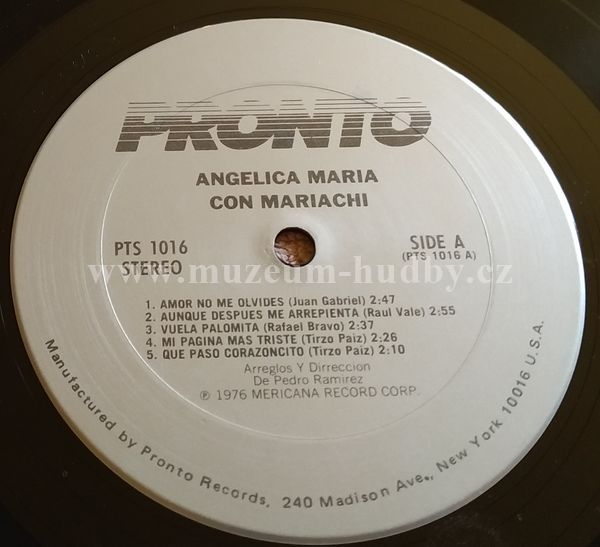 PRONTO
ANGELICA MARIA
CON MARIACHI
PTS 1016
STEREO
SIDE A
(PTS 1016 A)
www.muzeum-hudby.cz
1. AMOR NO ME OLVIDES (Juan Gabriel) 2:47
2. AUNQUE DESPUES ME ARREPIENTA (Raul Vale) 2:55
3. VUELA PALOMITA (Rafael Bravo) 2:37
4. MI PAGINA MAS TRISTE (Tirzo Paiz) 2:26
5. QUE PASO CORAZONCITO (Tirzo Paiz) 2:10
Arreglos Y Dirreccion
De Pedro Ramirez
℗ 1976 MERICANA RECORD CORP.
Manufactured by Pronto Records, 240 Madison Ave., New York 10016 U.S.A.